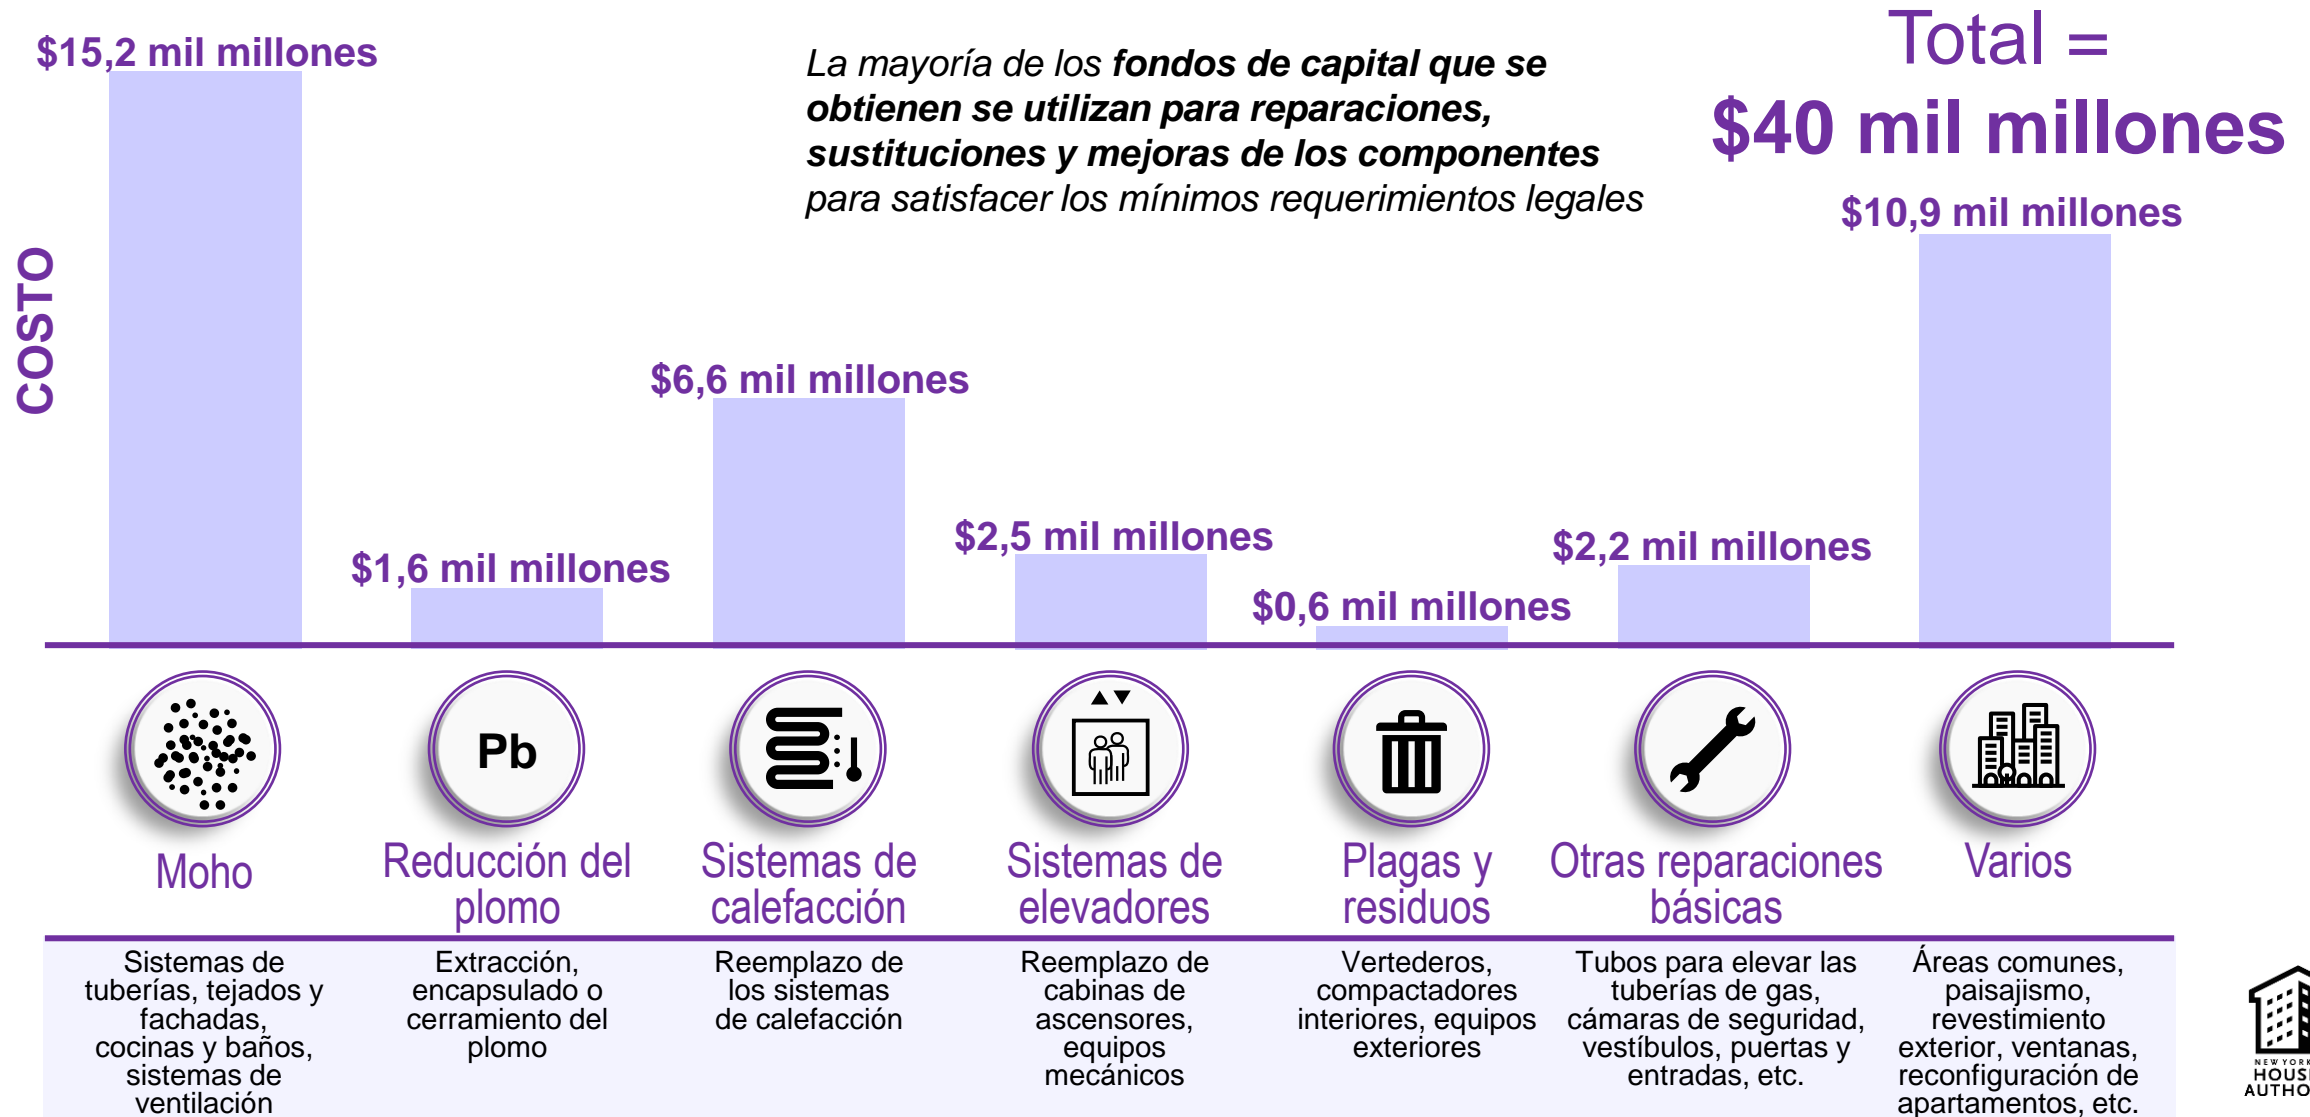 Total =
$40 mil millones
La mayoría de los fondos de capital que se
obtienen se utilizan para reparaciones,
sustituciones y mejoras de los componentes
para satisfacer los mínimos requerimientos legales
COSTO
$15,2 mil millones
$1,6 mil millones
$6,6 mil millones
$2,5 mil millones
$0,6 mil millones
$2,2 mil millones
$10,9 mil millones
Pb
Moho
Reducción del
plomo
Sistemas de
calefacción
Sistemas de
elevadores
Plagas y
residuos
Otras reparaciones
básicas
Varios
Sistemas de
tuberías, tejados y
fachadas,
cocinas y baños,
sistemas de
ventilación
Extracción,
encapsulado o
cerramiento del
plomo
Reemplazo de
los sistemas
de calefacción
Reemplazo de
cabinas de
ascensores,
equipos
mecánicos
Vertederos,
compactadores
interiores, equipos
exteriores
Tubos para elevar las
tuberías de gas,
cámaras de seguridad,
vestíbulos, puertas y
entradas, etc.
Áreas comunes,
paisajismo,
revestimiento
exterior, ventanas,
reconfiguración de
apartamentos, etc.
NEW YORK
HOUS
AUTHO